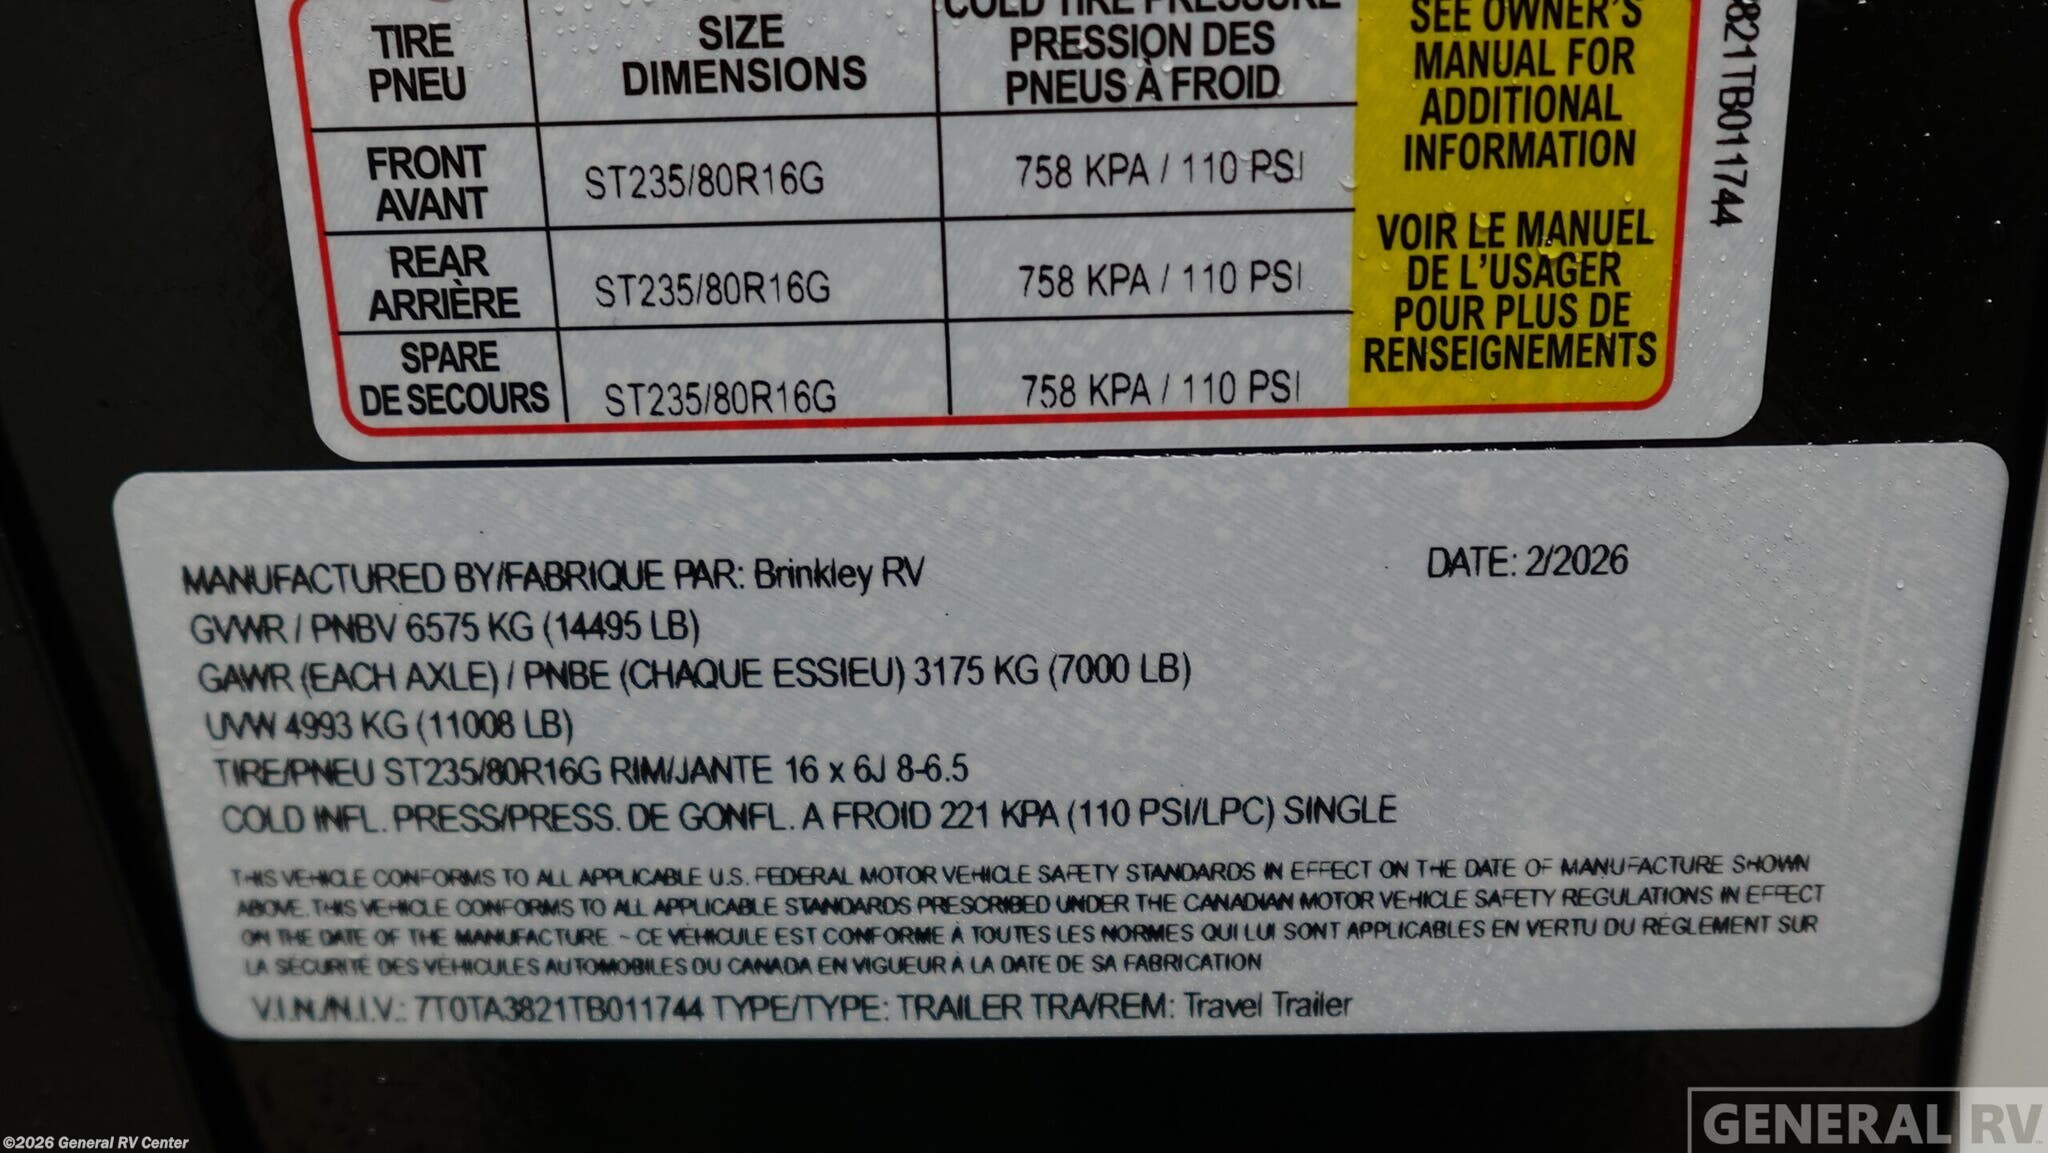 TIRE
PNEU
SIZE
DIMENSIONS
COLD TIRE PRESSURE
PRESSION DES
PNEUS À FROID
SEE OWNER'S
MANUAL FOR
ADDITIONAL
INFORMATION
FRONT
AVANT
ST235/80R16G
758 KPA / 110 PSI
REAR
ARRIÈRE
ST235/80R16G
758 KPA / 110 PSI
SPARE
DE SECOURS
ST235/80R16G
758 KPA / 110 PSI
VOIR LE MANUEL
DE L'USAGER
POUR PLUS DE
RENSEIGNEMENTS
821TB011744
MANUFACTURED BY/FABRIQUE PAR: Brinkley RV
DATE: 2/2026
GVWR / PNBV 6575 KG (14495 LB)
GAWR (EACH AXLE) / PNBE (CHAQUE ESSIEU) 3175 KG (7000 LB)
UVW 4993 KG (11008 LB)
TIRE/PNEU ST235/80R16G RIM/JANTE 16 x 6J 8-6.5
COLD INFL. PRESS/PRESS. DE GONFL. A FROID 221 KPA (110 PSI/LPC) SINGLE
THIS VEHICLE CONFORMS TO ALL APPLICABLE U.S. FEDERAL MOTOR VEHICLE SAFETY STANDARDS IN EFFECT ON THE DATE OF MANUFACTURE SHOWN
ABOVE. THIS VEHICLE CONFORMS TO ALL APPLICABLE STANDARDS PRESCRIBED UNDER THE CANADIAN MOTOR VEHICLE SAFETY REGULATIONS IN EFFECT
ON THE DATE OF THE MANUFACTURE. ~ CE VÉHICULE EST CONFORME À TOUTES LES NORMES QUI LUI SONT APPLICABLES EN VERTU DU RÈGLEMENT SUR
LA SÉCURITÉ DES VÉHICULES AUTOMOBILES DU CANADA EN VIGUEUR À LA DATE DE SA FABRICATION
V.I.N./N.I.V.: 7T0TA3821TB011744 TYPE/TYPE: TRAILER TRA/REM: Travel Trailer
©2026 General RV Center
GENERAL RV